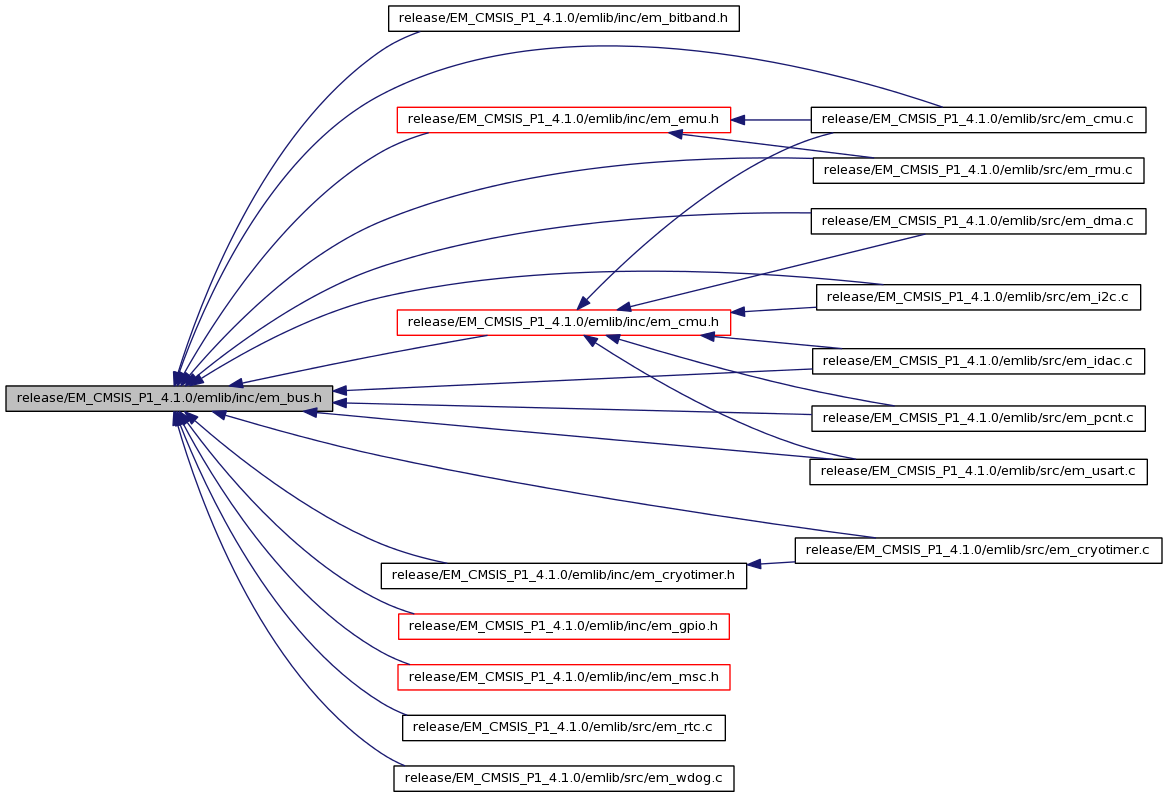 release/EM_CMSIS_P1_4.1.0/emlib/inc/em_bitband.h
release/EM_CMSIS_P1_4.1.0/emlib/inc/em_emu.h
release/EM_CMSIS_P1_4.1.0/emlib/src/em_cmu.c
release/EM_CMSIS_P1_4.1.0/emlib/src/em_rmu.c
release/EM_CMSIS_P1_4.1.0/emlib/src/em_dma.c
release/EM_CMSIS_P1_4.1.0/emlib/src/em_i2c.c
release/EM_CMSIS_P1_4.1.0/emlib/inc/em_cmu.h
release/EM_CMSIS_P1_4.1.0/emlib/src/em_idac.c
release/EM_CMSIS_P1_4.1.0/emlib/inc/em_bus.h
release/EM_CMSIS_P1_4.1.0/emlib/src/em_pcnt.c
release/EM_CMSIS_P1_4.1.0/emlib/src/em_usart.c
release/EM_CMSIS_P1_4.1.0/emlib/src/em_cryotimer.c
release/EM_CMSIS_P1_4.1.0/emlib/inc/em_cryotimer.h
release/EM_CMSIS_P1_4.1.0/emlib/inc/em_gpio.h
release/EM_CMSIS_P1_4.1.0/emlib/inc/em_msc.h
release/EM_CMSIS_P1_4.1.0/emlib/src/em_rtc.c
release/EM_CMSIS_P1_4.1.0/emlib/src/em_wdog.c